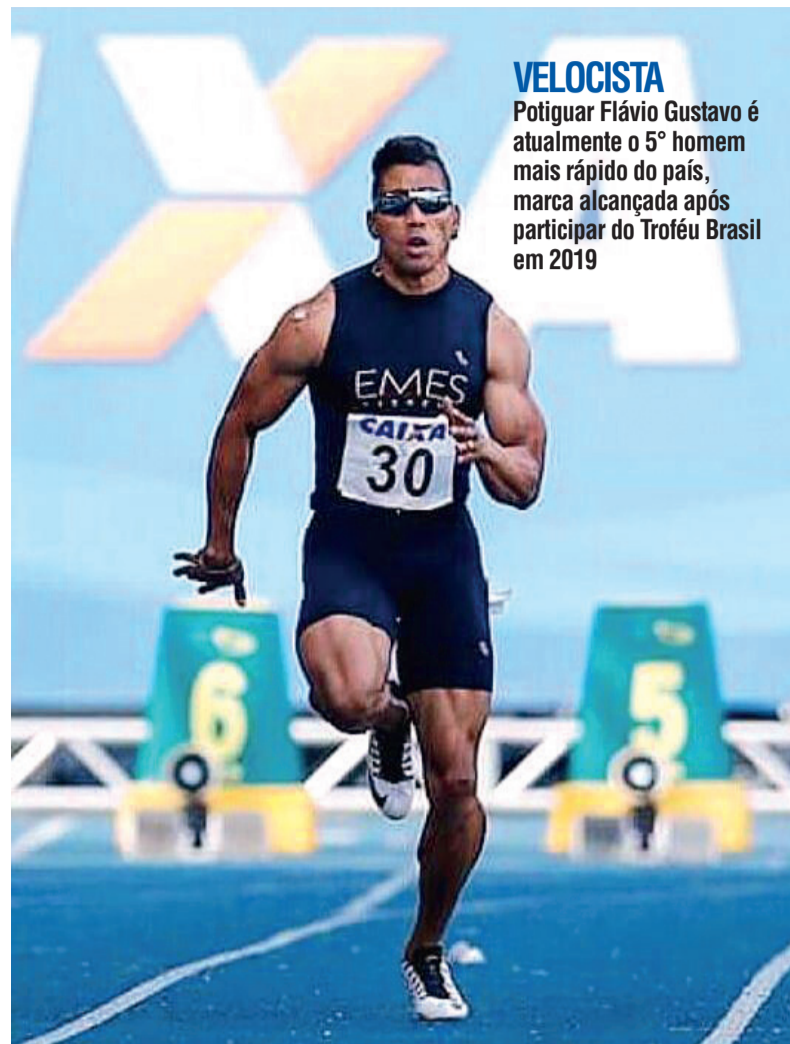 VELOCISTA
Potiguar Flávio Gustavo é
atualmente o 5° homem
mais rápido do país,
marca alcançada após
participar do Troféu Brasil
em 2019
XA
EMES
CAIXA
30
6
5